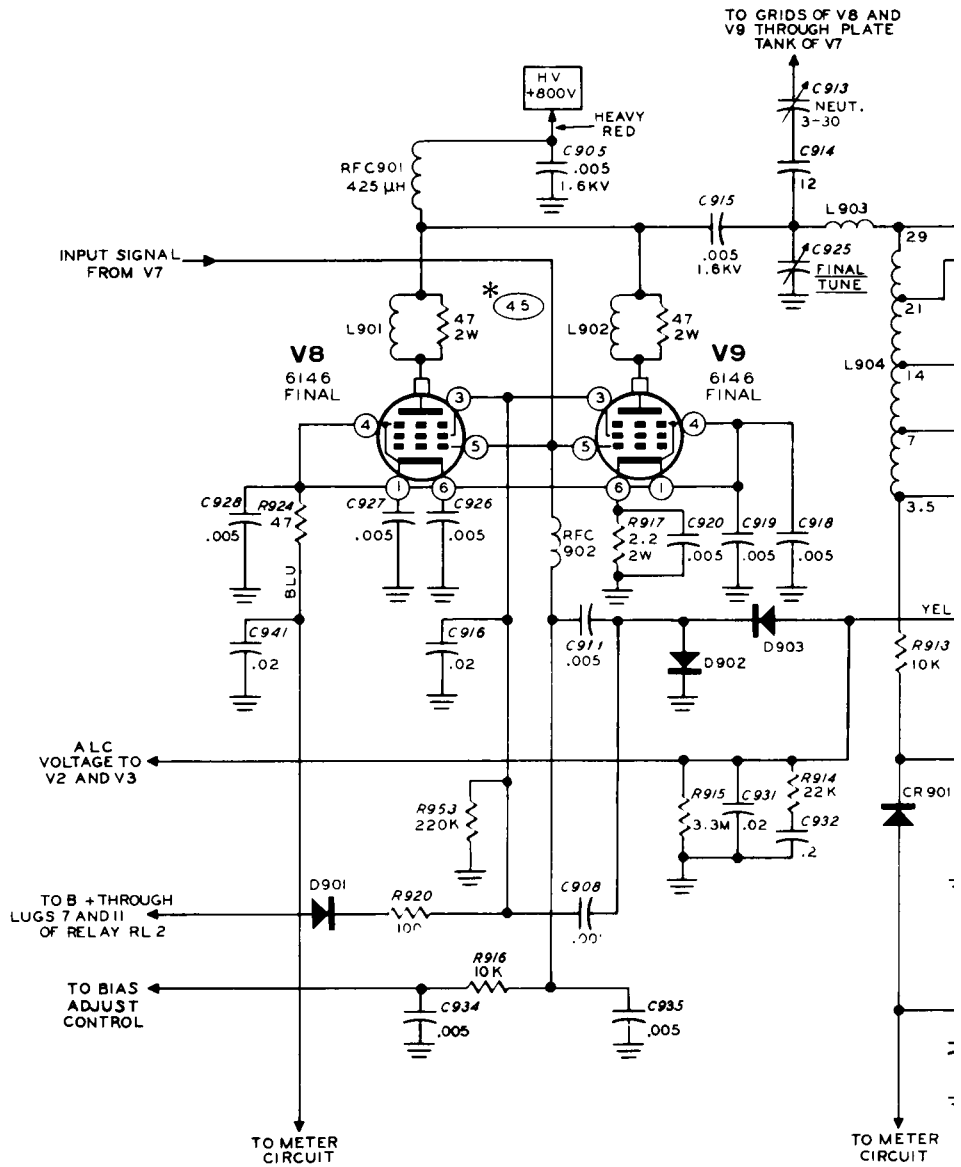 TO GRIDS OF V8 AND
V9 THROUGH PLATE
TANK OF V7
HV
+800V
C913
NEUT.
3-30
HEAVY
RED
RFC901
425 µH
C905
.005
1.6KV
C914
12
C915
.005
1.6KV
L903
29
INPUT SIGNAL
FROM V7
C925
FINAL
TUNE
*
45
21
L901
47
2W
L902
47
2W
L904
14
V8
6146
FINAL
V9
6146
FINAL
7
3
4
5
1
6
3
4
5
6
1
3.5
C928
.005
R924
47
C927
.005
C926
.005
RFC
902
R917
2.2
2W
C920
.005
C919
.005
C918
.005
BLU
YEL
C941
.02
C916
.02
C911
.005
D902
D903
R913
10K
ALC
VOLTAGE TO
V2 AND V3
R953
220K
R915
3.3M
C931
.02
R914
22K
C932
.2
CR901
D901
R920
C908
TO B + THROUGH
LUGS 7 AND 11
OF RELAY RL2
R916
10K
TO BIAS
ADJUST
CONTROL
C934
.005
C935
.005
TO METER
CIRCUIT
TO METER
CIRCUIT